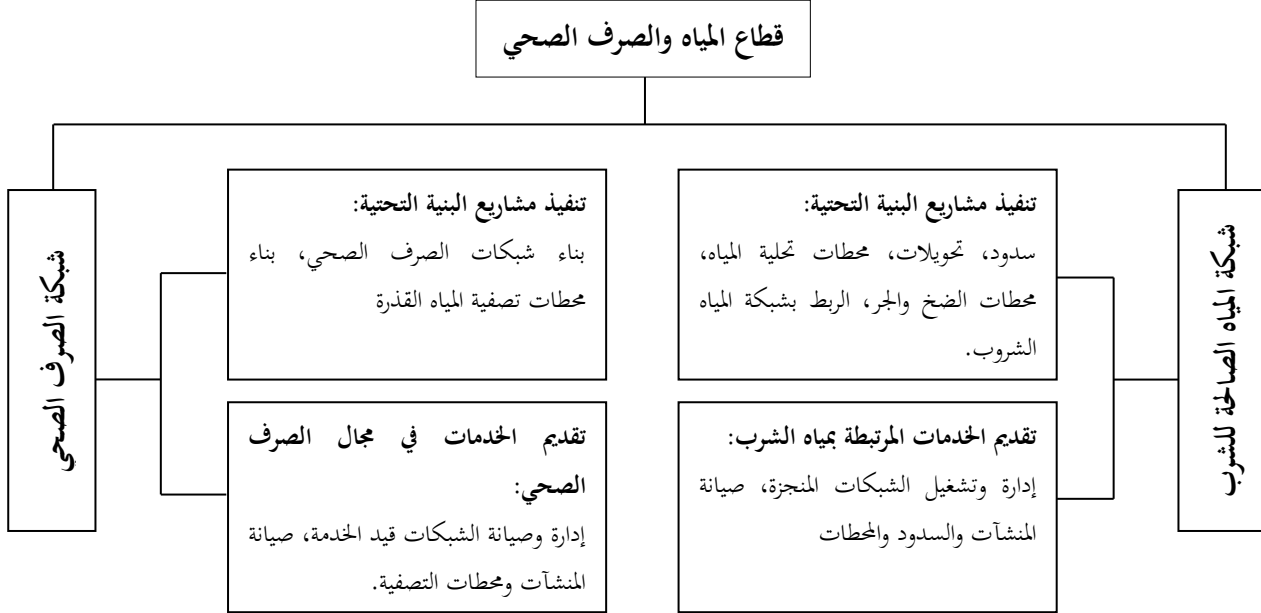 قطاع المياه والصرف الصحي
شبكة المياه الصالحة للشرب
تنفيذ مشاريع البنية التحتية:
سدود، تحويلات، محطات تحلية المياه،
محطات الضخ والجر، الربط بشبكة المياه
الشروب.
تقديم الخدمات المرتبطة بمياه الشرب:
إدارة وتشغيل الشبكات المنجزة، صيانة
المنشآت والسدود والمحطات
شبكة الصرف الصحي
تنفيذ مشاريع البنية التحتية:
بناء شبكات الصرف الصحي، بناء
محطات تصفية المياه القذرة
تقديم الخدمات في مجال الصرف
الصحي:
إدارة وصيانة الشبكات قيد الخدمة، صيانة
المنشآت ومحطات التصفية.